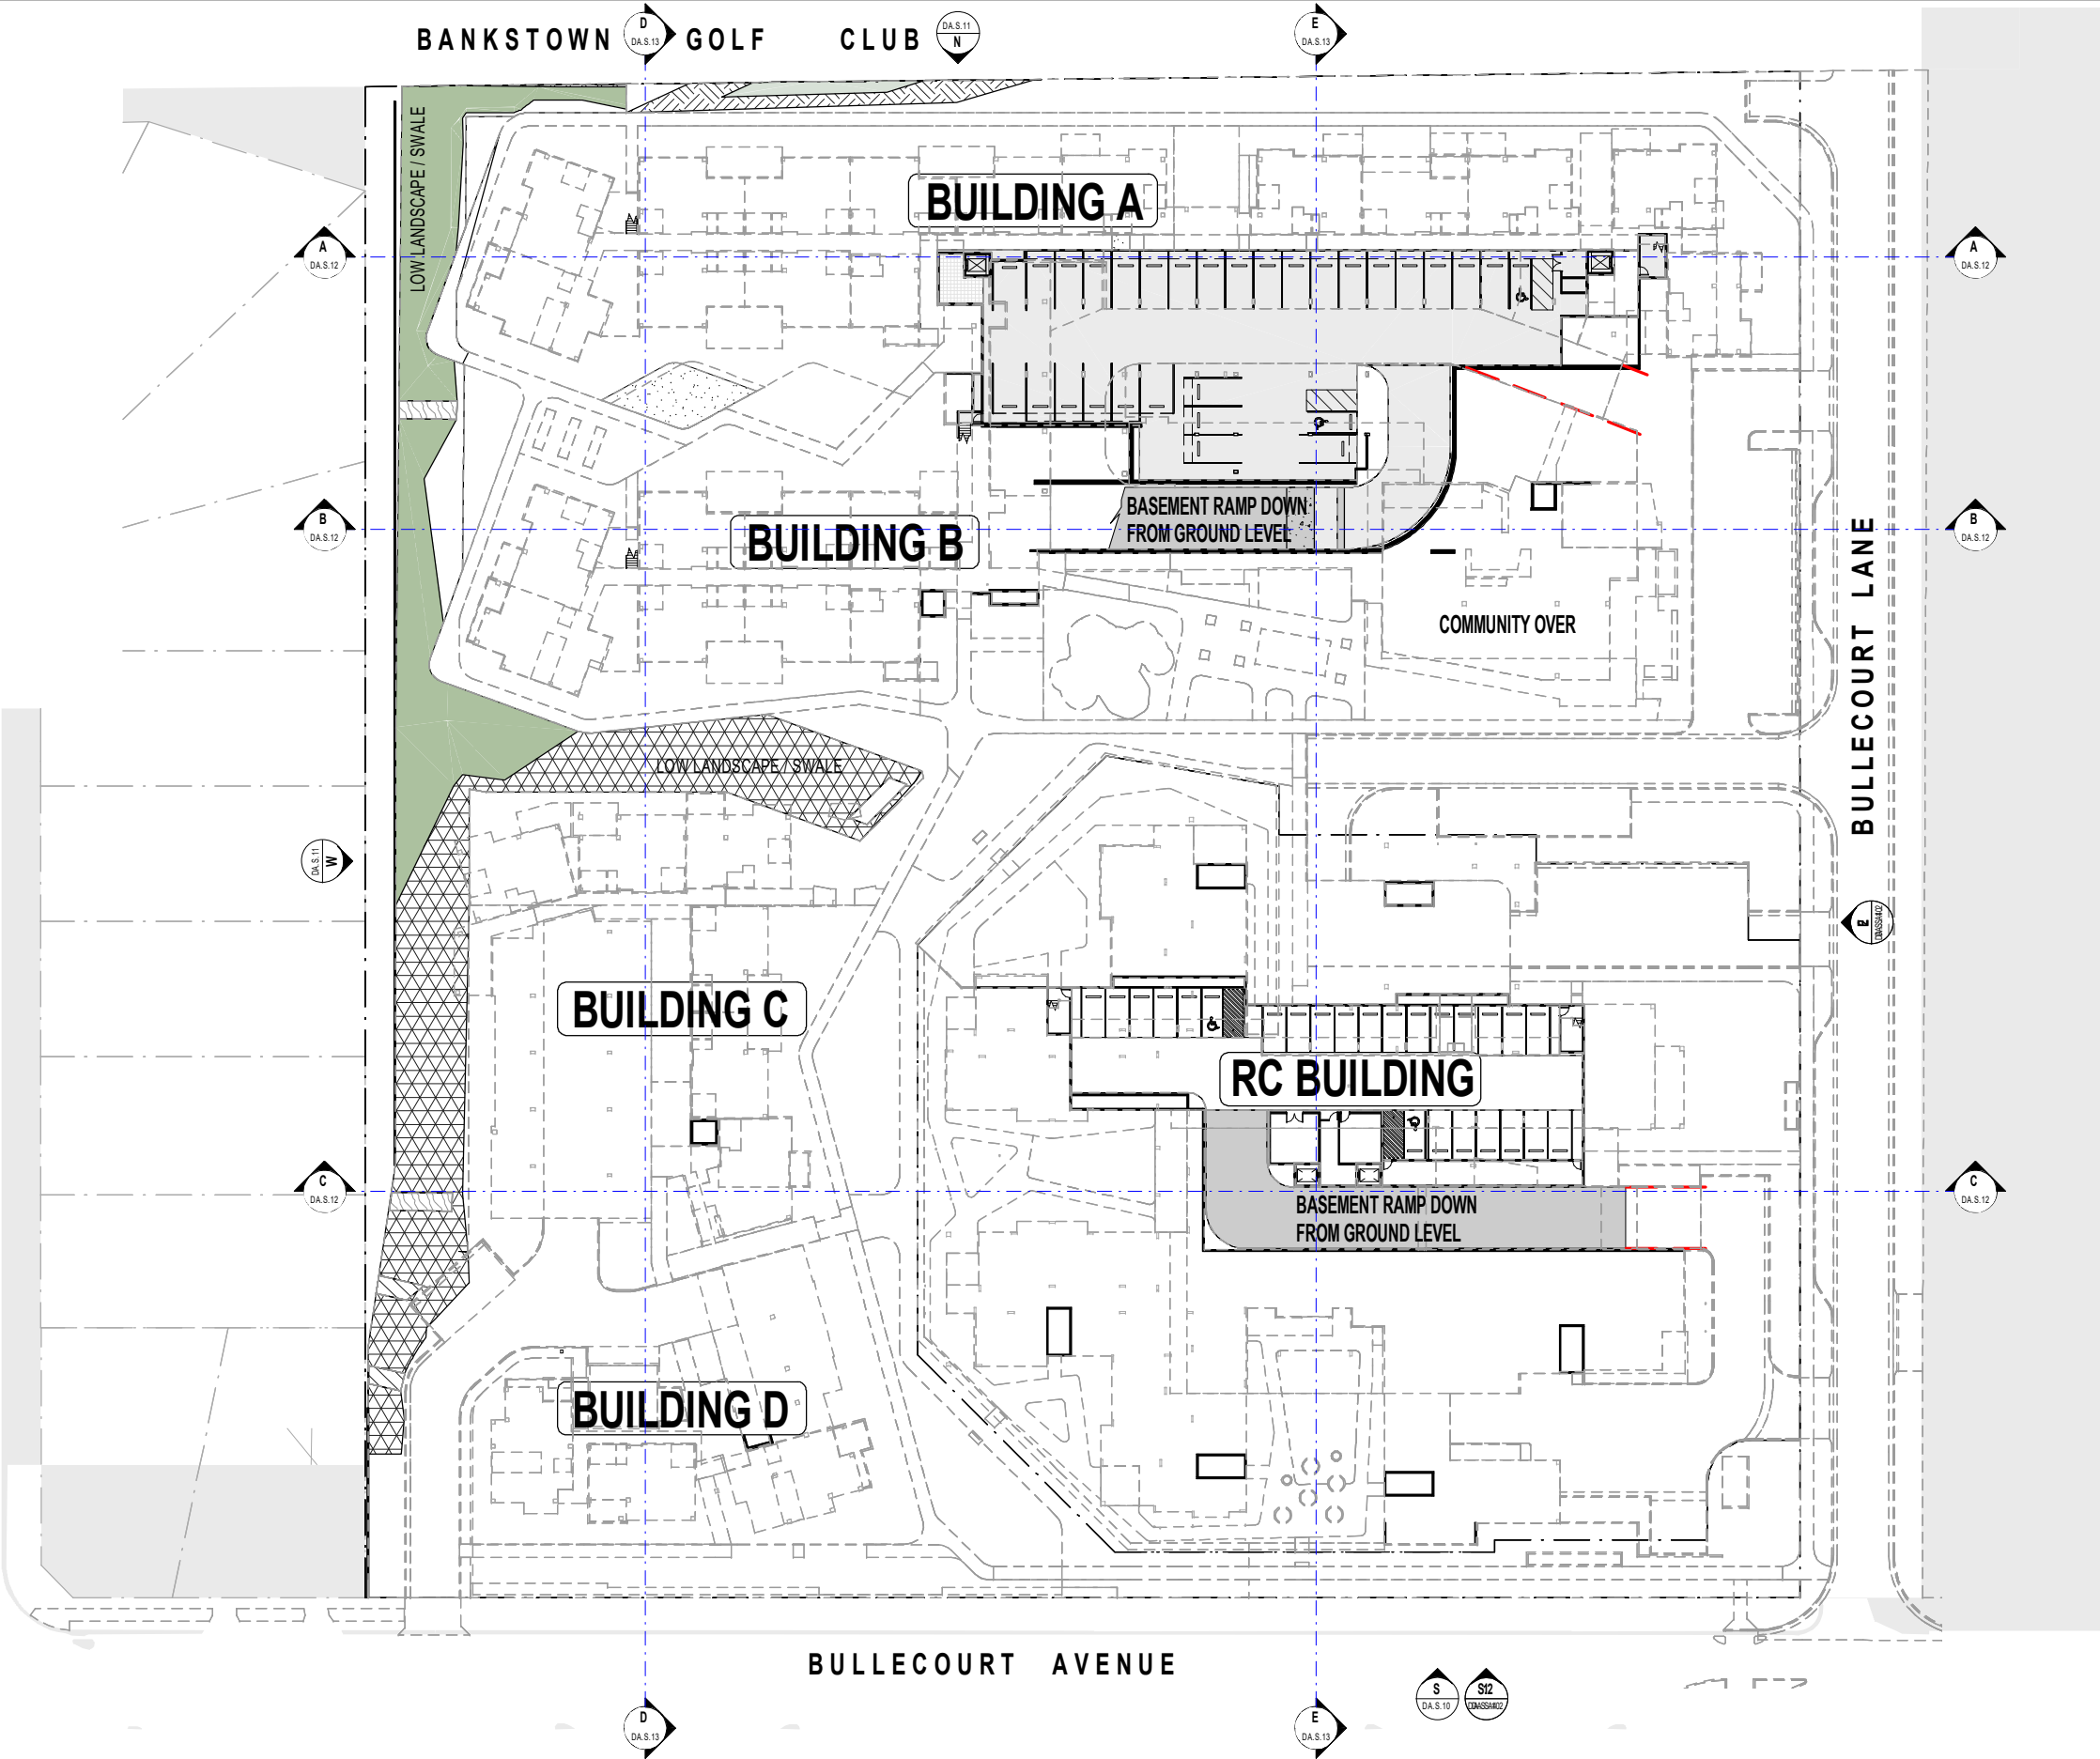 BANKSTOWN GOLF CLUB
D
DA.S.13
DA.S.11
N
E
DA.S.13
LOW LANDSCAPE / SWALE
BUILDING A
A
DA.S.12
A
DA.S.12
BASEMENT RAMP DOWN
FROM GROUND LEVEL
BUILDING B
B
DA.S.12
B
DA.S.12
COMMUNITY OVER
BULLECOURT LANE
LOW LANDSCAPE / SWALE
DA.S.11
W
BUILDING C
RC BUILDING
C
DA.S.12
C
DA.S.12
BASEMENT RAMP DOWN
FROM GROUND LEVEL
BUILDING D
BULLECOURT AVENUE
S
DA.S.10
D
DA.S.13
E
DA.S.13